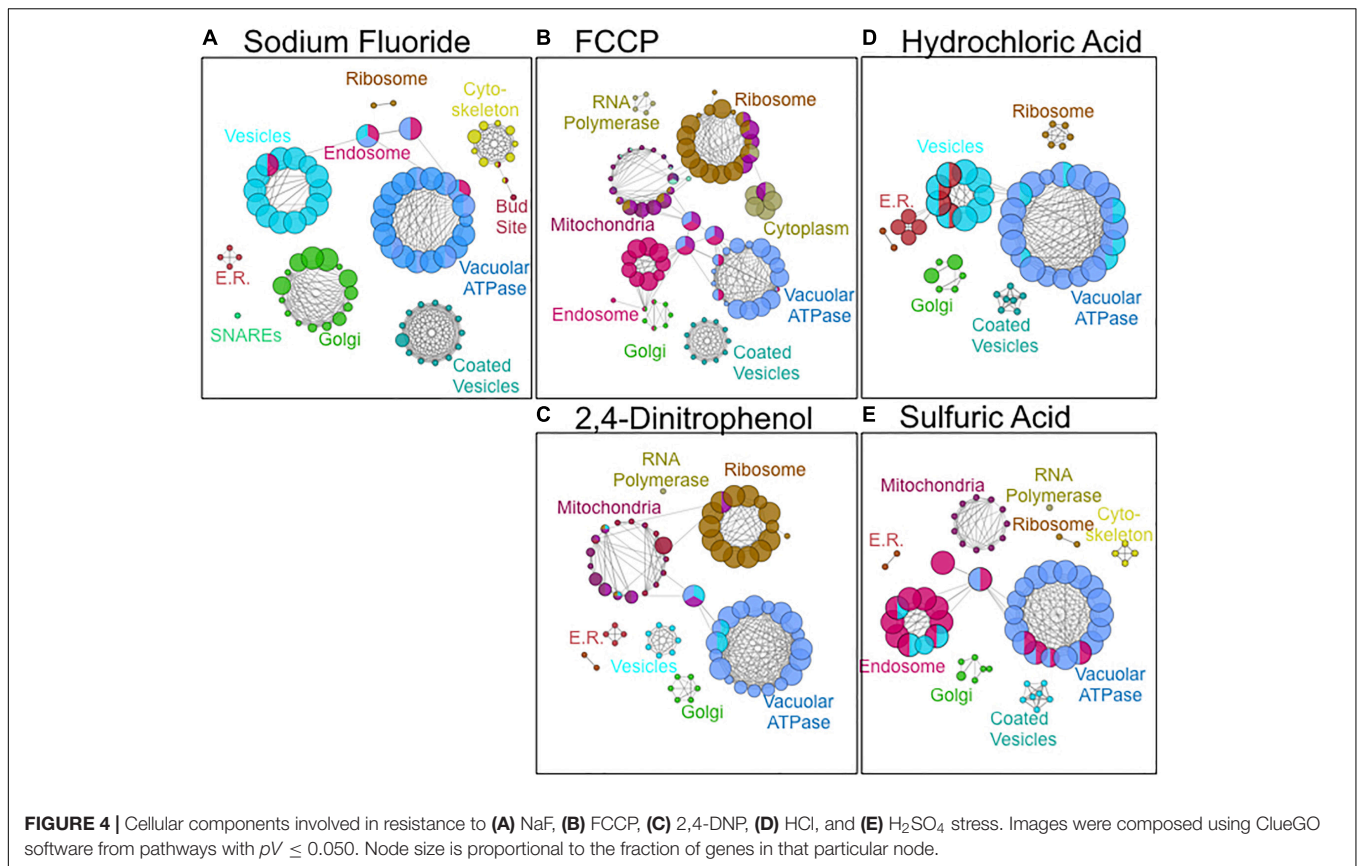 A Sodium Fluoride
Ribosome
Cyto-
skeleton
Vesicles
Endosome
Bud
Site
E.R.
Vacuolar
ATPase
SNAREs
Golgi
Coated
Vesicles
B FCCP
RNA
Polymerase
Ribosome
Mitochondria
Cytoplasm
Endosome
Vacuolar
ATPase
Golgi
Coated
Vesicles
D Hydrochloric Acid
Ribosome
Vesicles
E.R.
Golgi
Coated
Vesicles
Vacuolar
ATPase
C 2,4-Dinitrophenol
RNA
Polymerase
Ribosome
Mitochondria
E.R.
Vesicles
Golgi
Vacuolar
ATPase
E Sulfuric Acid
Mitochondria
RNA
Polymerase
Ribosome
Cyto-
skeleton
E.R.
Endosome
Golgi
Vacuolar
ATPase
Coated
Vesicles
FIGURE 4 | Cellular components involved in resistance to (A) NaF, (B) FCCP, (C) 2,4-DNP, (D) HCl, and (E) H₂SO₄ stress. Images were composed using ClueGO
software from pathways with pV ≤ 0.050. Node size is proportional to the fraction of genes in that particular node.